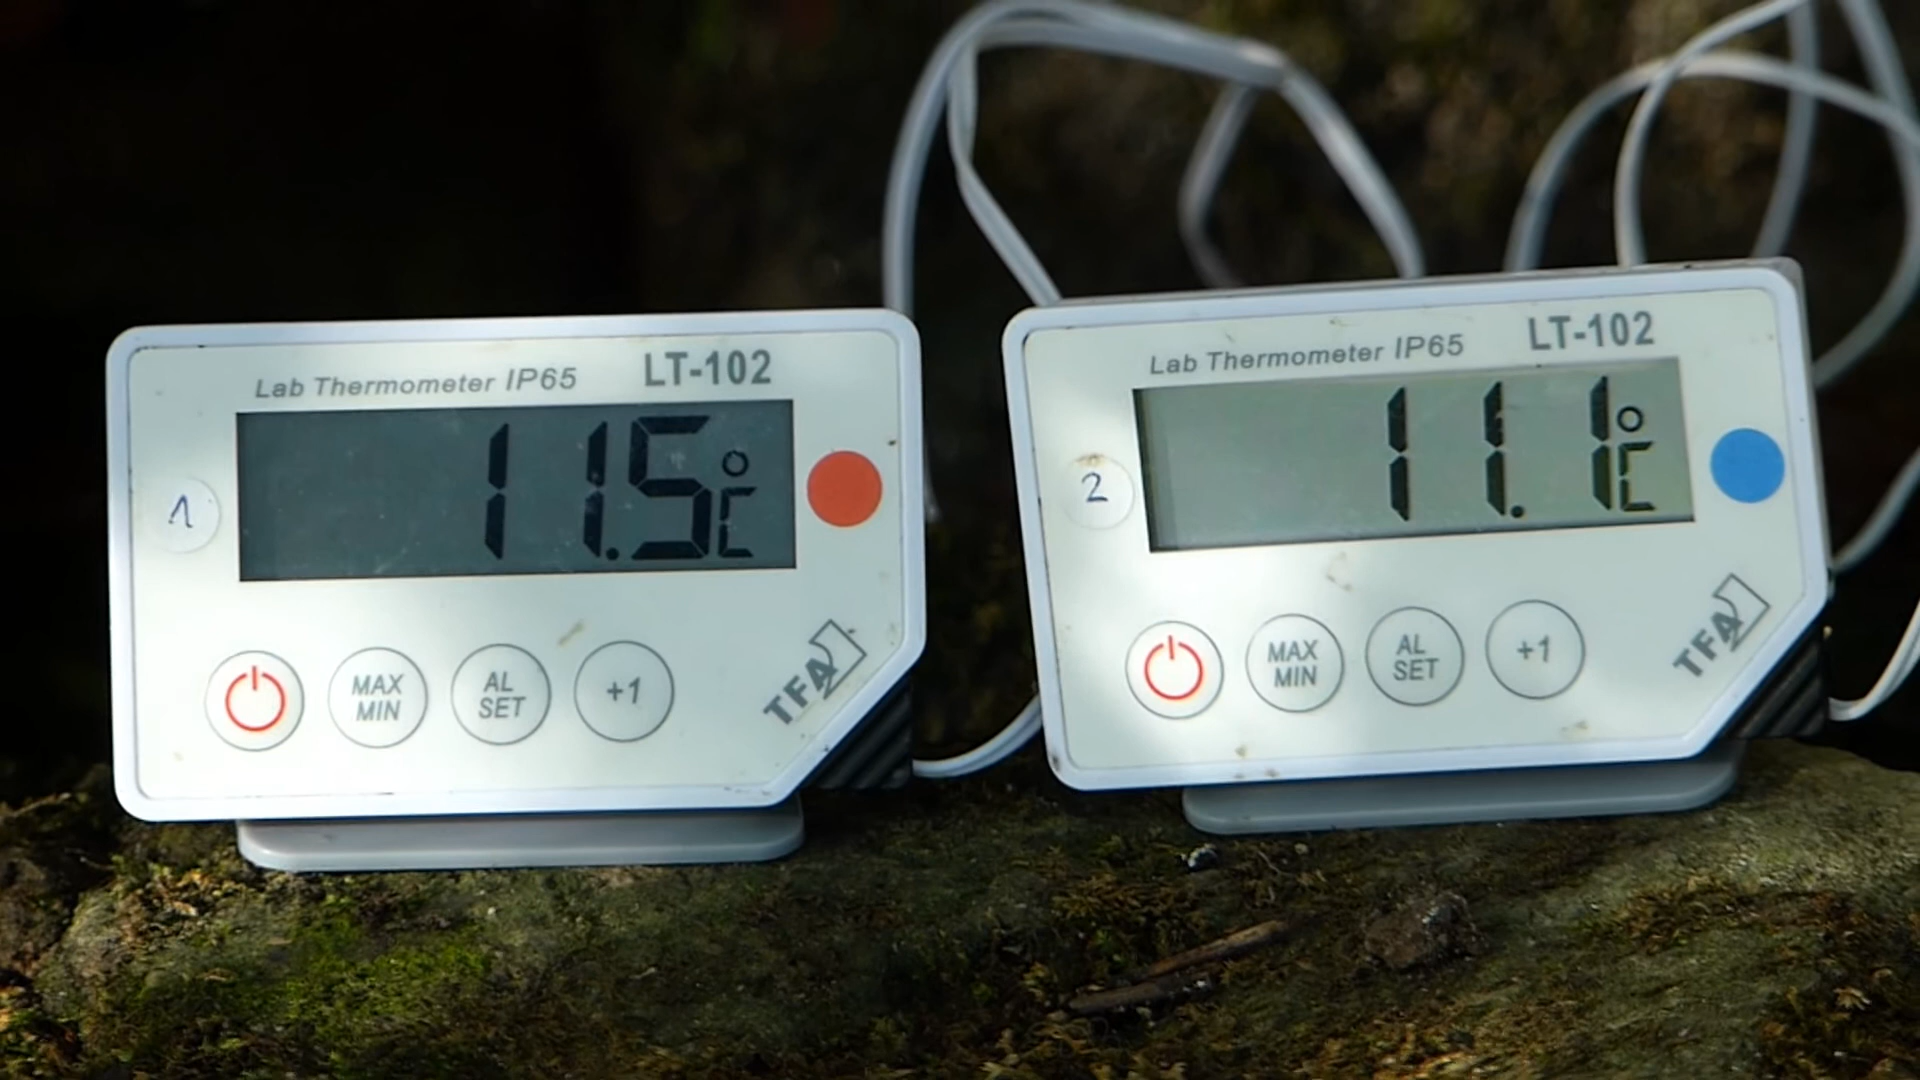 Lab Thermometer IP65 LT-102
1
11.5°C
MAX
MIN
AL
SET
+1
TFA
Lab Thermometer IP65 LT-102
2
11.1°C
MAX
MIN
AL
SET
+1
TFA